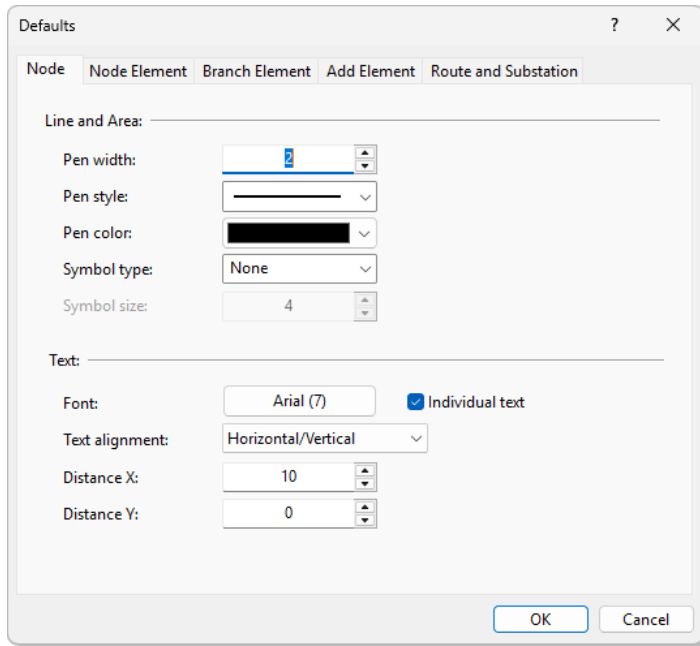 Defaults ?
Node Node Element Branch Element Add Element Route and Substation
Line and Area:
Pen width: 2
Pen style:
Pen color:
Symbol type: None
Symbol size: 4
Text:
Font: Arial (7) Individual text
Text alignment: Horizontal/Vertical
Distance X: 10
Distance Y: 0
OK Cancel